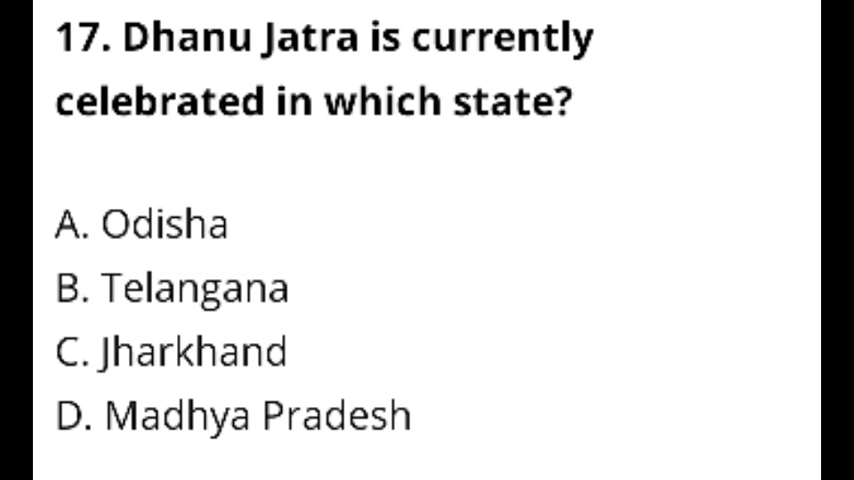 17. Dhanu Jatra is currently
celebrated in which state?
A. Odisha
B. Telangana
C. Jharkhand
D. Madhya Pradesh